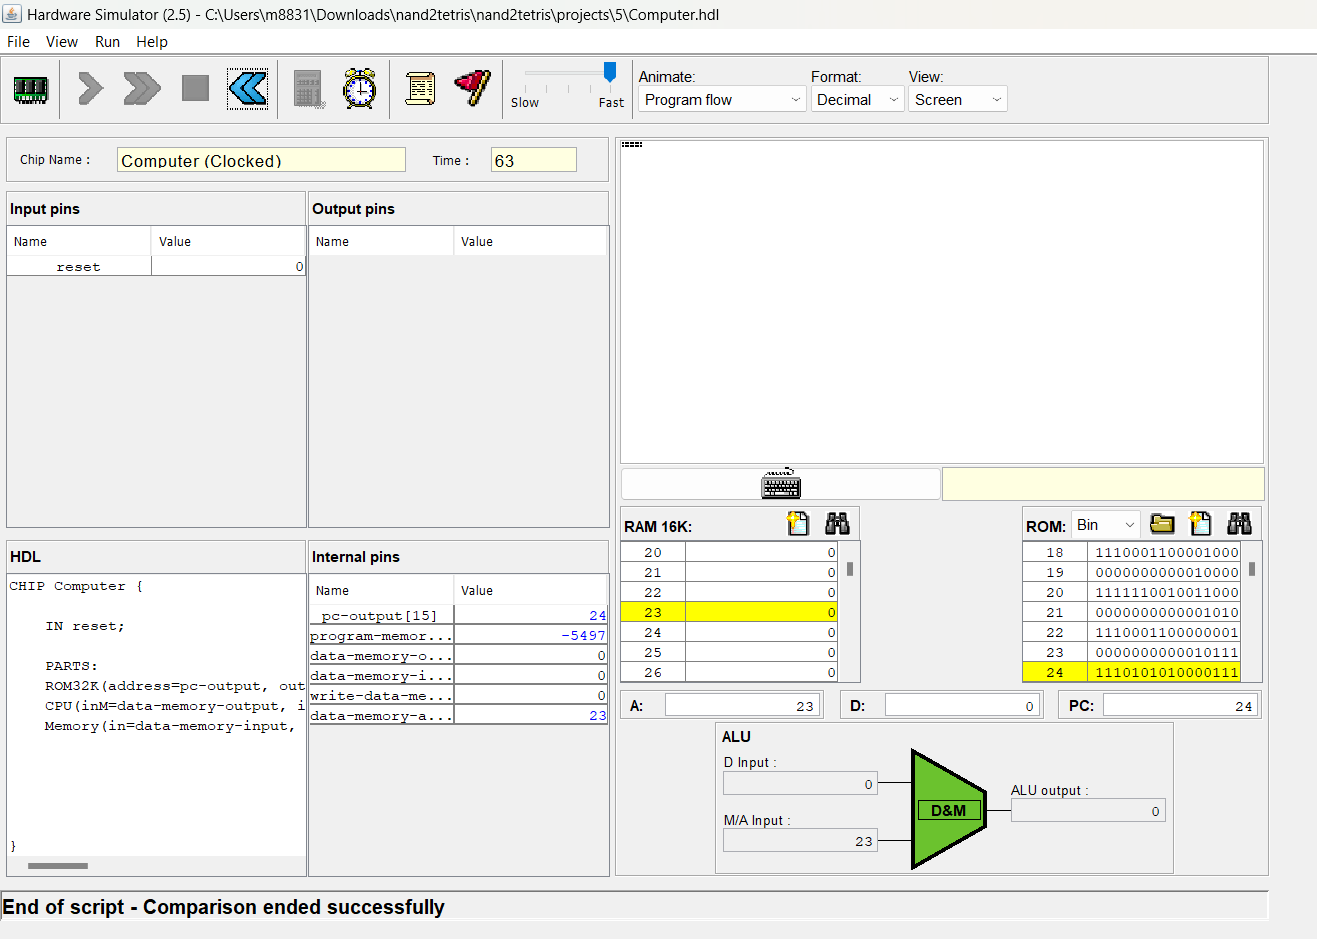 Hardware Simulator (2.5) - C:\Users\m8831\Downloads\nand2tetris\nand2tetris\projects\5\Computer.hdl
File View Run Help
Slow Fast
Animate: Format: View:
Program flow Decimal Screen
Chip Name : Computer (Clocked) Time : 63
Input pins
Name Value
reset 0
Output pins
Name Value
HDL
CHIP Computer {
IN reset;
PARTS:
ROM32K(address=pc-output, out
CPU(inM=data-memory-output, i
Memory(in=data-memory-input,
}
Internal pins
Name Value
pc-output[15] 24
program-memor... -5497
data-memory-o... 0
data-memory-i... 0
write-data-me... 0
data-memory-a... 23
RAM 16K:
20 0
21 0
22 0
23 0
24 0
25 0
26 0
ROM: Bin
18 1110001100001000
19 0000000000010000
20 1111110010011000
21 0000000000001010
22 1110001100000001
23 0000000000010111
24 1110101010000111
A: 23 D: 0 PC: 24
ALU
D Input :
0
M/A Input :
23
D&M
ALU output :
0
End of script - Comparison ended successfully